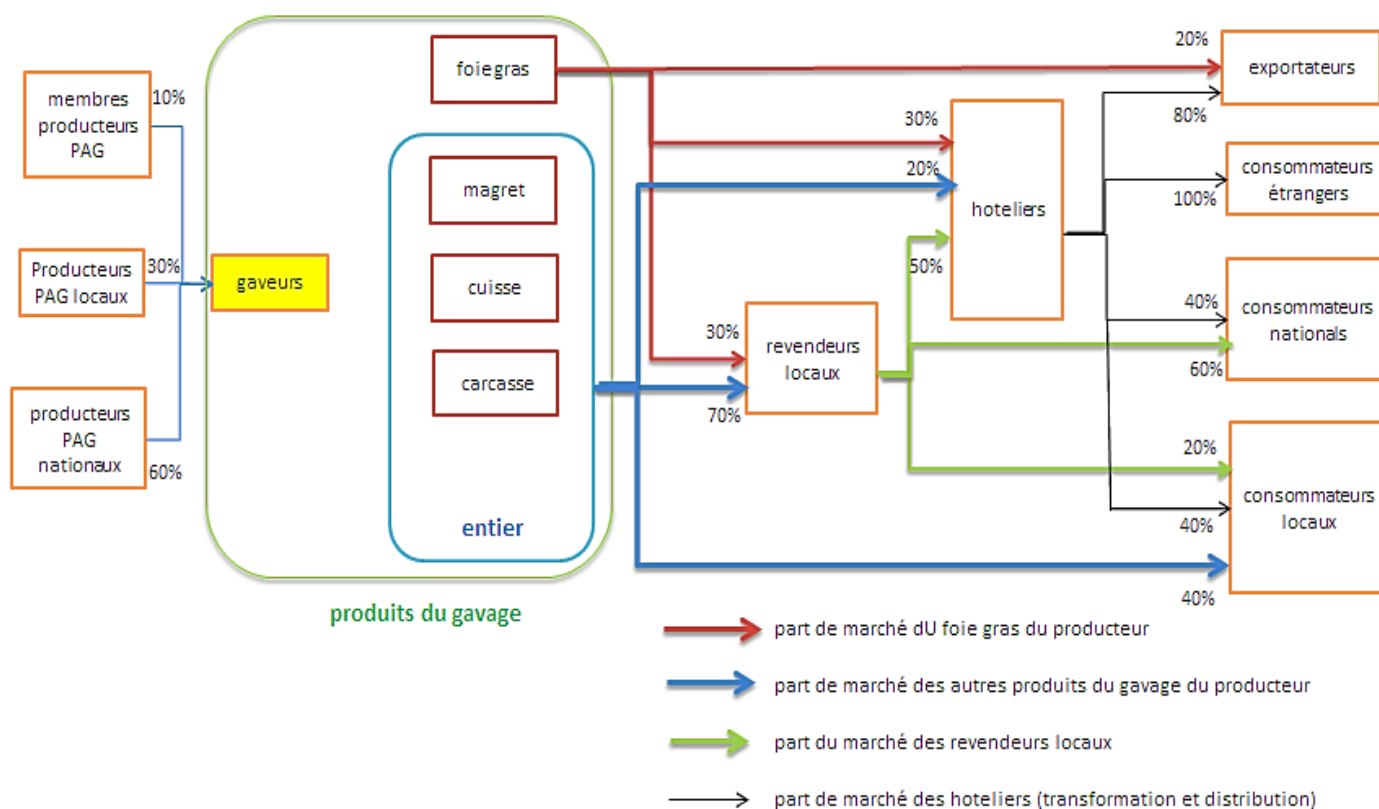 membres
producteurs
PAG
10%
Producteurs
PAG locaux
30%
producteurs
PAG
nationaux
60%
gaveurs
foiegras
magret
cuisse
carcasse
entier
produits du gavage
30%
revendeurs
locaux
70%
30%
20%
hoteliers
50%
20%
exportateurs
80%
consommateurs
étrangers
100%
40%
consommateurs
nationals
60%
20%
consommateurs
locaux
40%
40%
part de marché dU foie gras du producteur
part de marché des autres produits du gavage du producteur
part du marché des revendeurs locaux
part de marché des hoteliers (transformation et distribution)